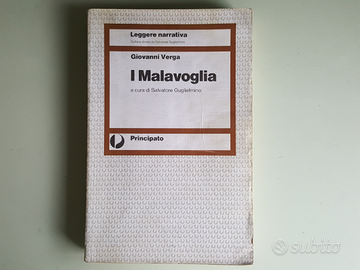 Leggere narrativa
Giovanni Verga
I Malavoglia
a cura di Salvatore Guglielmino
Principato
subito